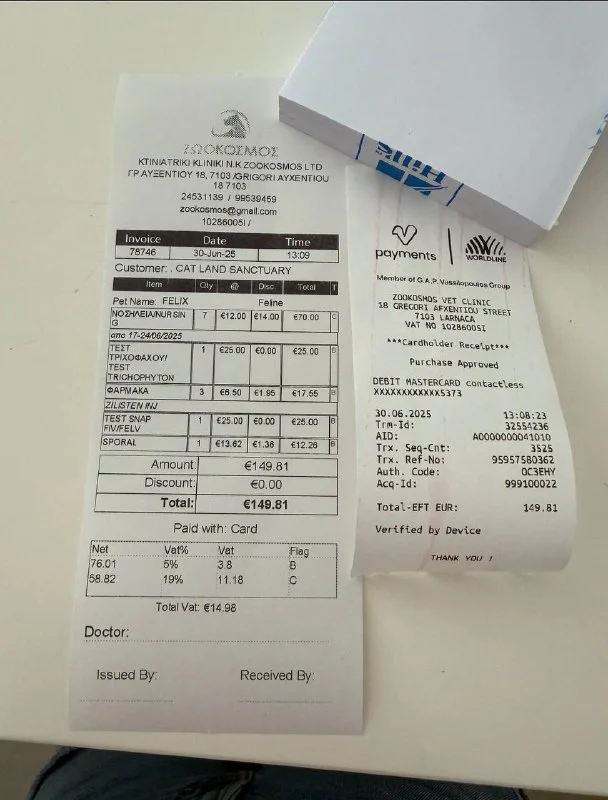 ΖΩΟΚΟΣΜΟΣ
KTINIATRIKI KLINIKI N.K ZOOKOSMOS LTD
ΓΡ ΑΥΞΕΝΤΙΟΥ 18, 7103 /GRIGORI AYXENTIOU
18 7103
24531139 / 99539459
zookosmos@gmail.com
10286005I /
Invoice Date Time
78746 30-Jun-25 13:09
Customer: . CAT LAND SANCTUARY
Item Qty @ Disc. Total T
Pet Name: FELIX Feline
ΝΟΣΗΛΕΙΑ/NURSIN
G 7 €12.00 €14.00 €70.00 C
απο 17-24/06/2025
ΤΕΣΤ
ΤΡΙΧΟΦΑΧΟΥ/
TEST
TRICHOPHYTON 1 €25.00 €0.00 €25.00 B
ΦΑΡΜΑΚΑ 3 €6.50 €1.95 €17.55 B
ZILISTEN INJ
TEST SNAP
FIV/FELV 1 €25.00 €0.00 €25.00 B
SPORAL 1 €13.62 €1.36 €12.26 B
Amount: €149.81
Discount: €0.00
Total: €149.81
Paid with: Card
Net Vat% Vat Flag
76.01 5% 3.8 B
58.82 19% 11.18 C
Total Vat: €14.98
Doctor:
Issued By: Received By:
payments WORLDLINE
Member of G.A.P. Vassilopoulos Group
ZOOKOSMOS VET CLINIC
18 GREGORI AFXENTIOU STREET
7103 LARNACA
VAT NO 10286005I
***Cardholder Receipt***
Purchase Approved
DEBIT MASTERCARD contactless
XXXXXXXXXXXX5373
30.06.2025 13:08:23
Trm-Id: 32554236
AID: A0000000041010
Trx. Seq-Cnt: 3525
Trx. Ref-No: 95957580362
Auth. Code: OC3EHY
Acq-Id: 999100022
Total-EFT EUR: 149.81
Verified by Device
THANK YOU !